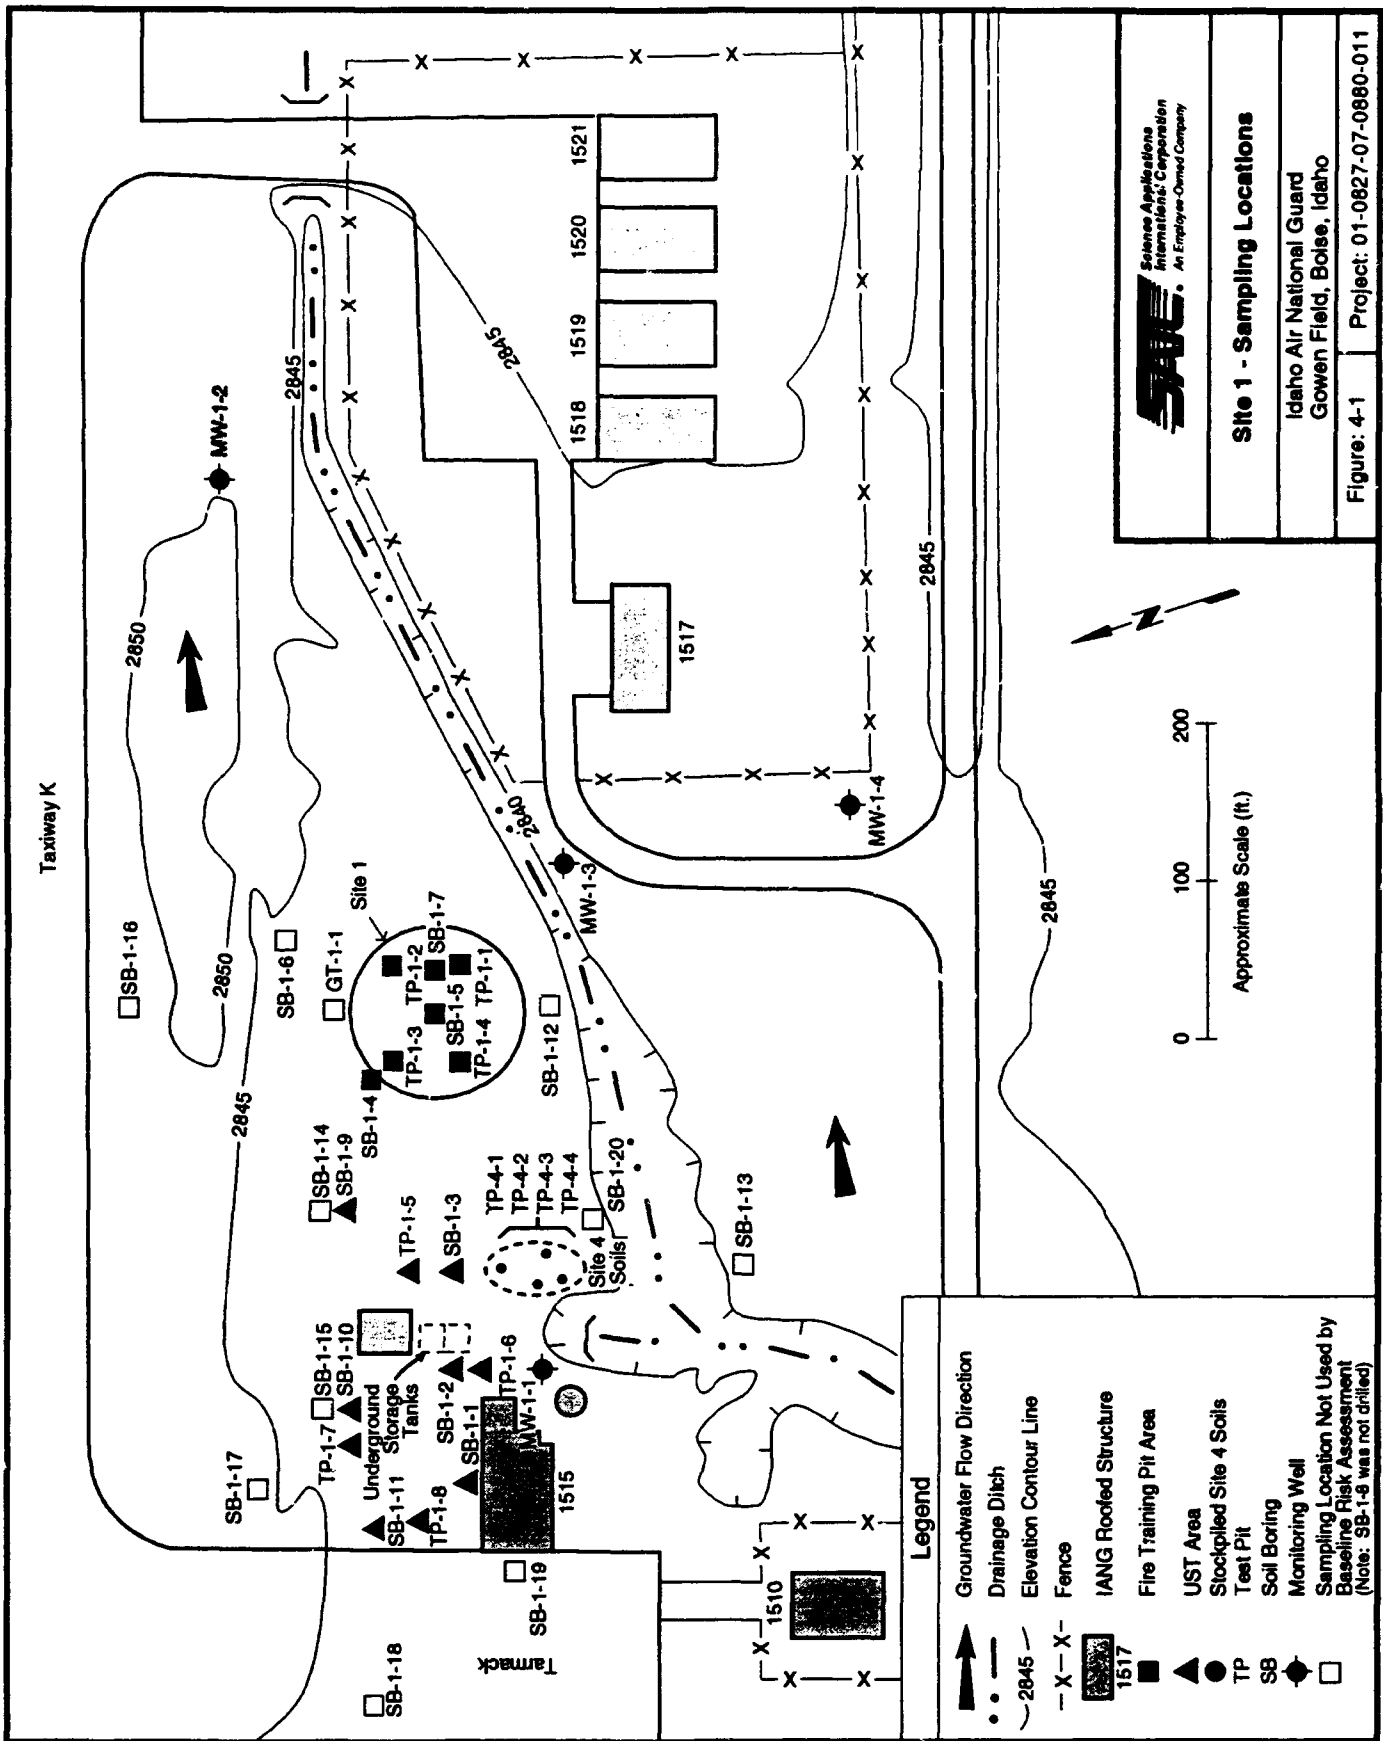 Taxiway K
MW-1-2
2845
2850
2845
SB-1-16
2850
SB-1-6
GT-1-1
Site 1
TP-1-2
SB-1-7
TP-1-3
SB-1-5
TP-1-1
TP-1-4
SB-1-4
SB-1-12
2840
MW-1-3
MW-1-4
2845
SB-1-14
SB-1-9
TP-1-5
SB-1-3
TP-4-1
TP-4-2
TP-4-3
TP-4-4
Site 4
Soils
SB-1-20
SB-1-13
SB-1-15
SB-1-10
TP-1-7
Underground
Storage
Tanks
SB-1-2
TP-1-6
SB-1-1
MW-1-1
SB-1-17
SB-1-11
TP-1-8
1515
SB-1-19
SB-1-18
Tarmack
1510
1517
1518
1519
1520
1521
2845
2845
0
100
200
Approximate Scale (ft.)
N
Legend
Groundwater Flow Direction
Drainage Ditch
2845
Elevation Contour Line
X X
Fence
1517
IANG Roofed Structure
Fire Training Pit Area
UST Area
Stockpiled Site 4 Soils
TP
Test Pit
SB
Soil Boring
Monitoring Well
Sampling Location Not Used by
Baseline Risk Assessment
(Note: SB-1-8 was not drilled)
SAIC
Science Applications
International Corporation
An Employee-Owned Company
Site 1 - Sampling Locations
Idaho Air National Guard
Gowen Field, Boise, Idaho
Figure: 4-1
Project: 01-0827-07-0880-011